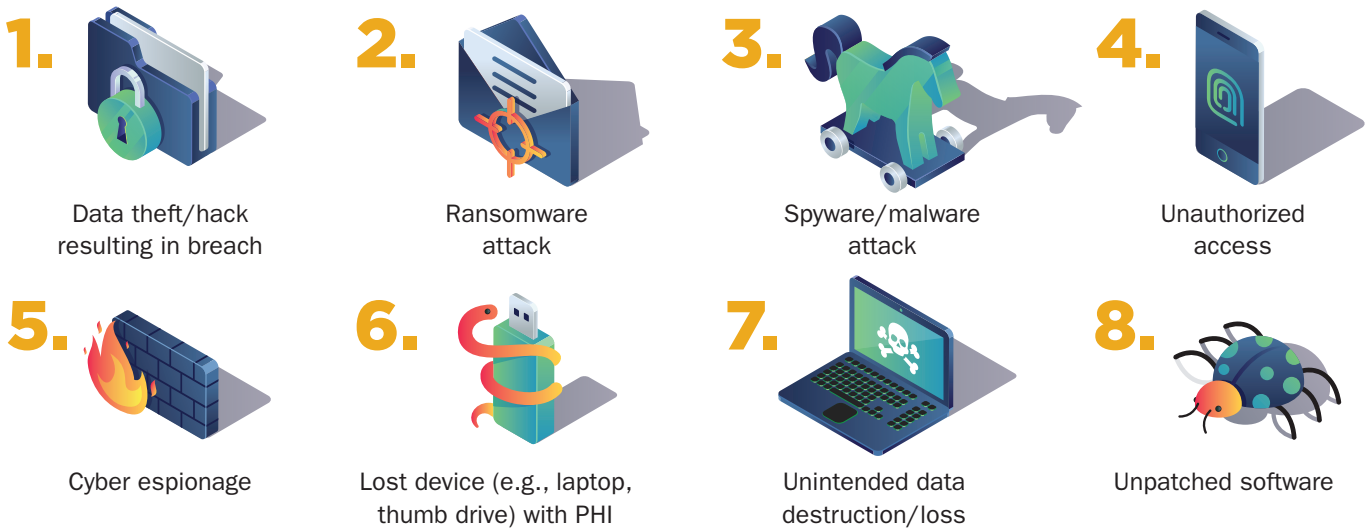 1.
Data theft/hack
resulting in breach
2.
Ransomware
attack
3.
Spyware/malware
attack
4.
Unauthorized
access
5.
Cyber espionage
6.
Lost device (e.g., laptop,
thumb drive) with PHI
7.
Unintended data
destruction/loss
8.
Unpatched software